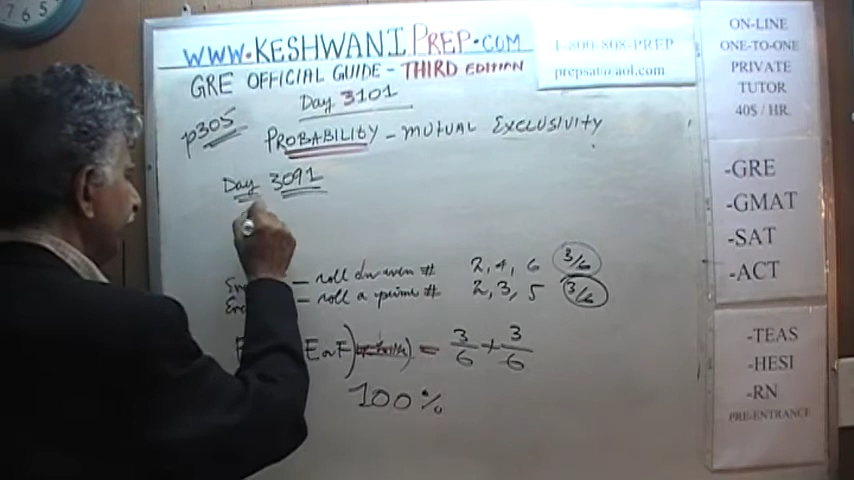 7 6 5
WWW.KESHWANIPREP.COM
1-800-808-PREP
prepsat@aol.com
GRE OFFICIAL GUIDE - THIRD EDITION
Day 3101
p305
PROBABILITY - MUTUAL EXCLUSIVITY
Day 3091
- roll an even # 2, 4, 6 3/6
- roll a prime # 2, 3, 5 3/6
E or F) = 3/6 + 3/6
100%
ON-LINE
ONE-TO-ONE
PRIVATE
TUTOR
40$ / HR.
-GRE
-GMAT
-SAT
-ACT
-TEAS
-HESI
-RN
PRE-ENTRANCE